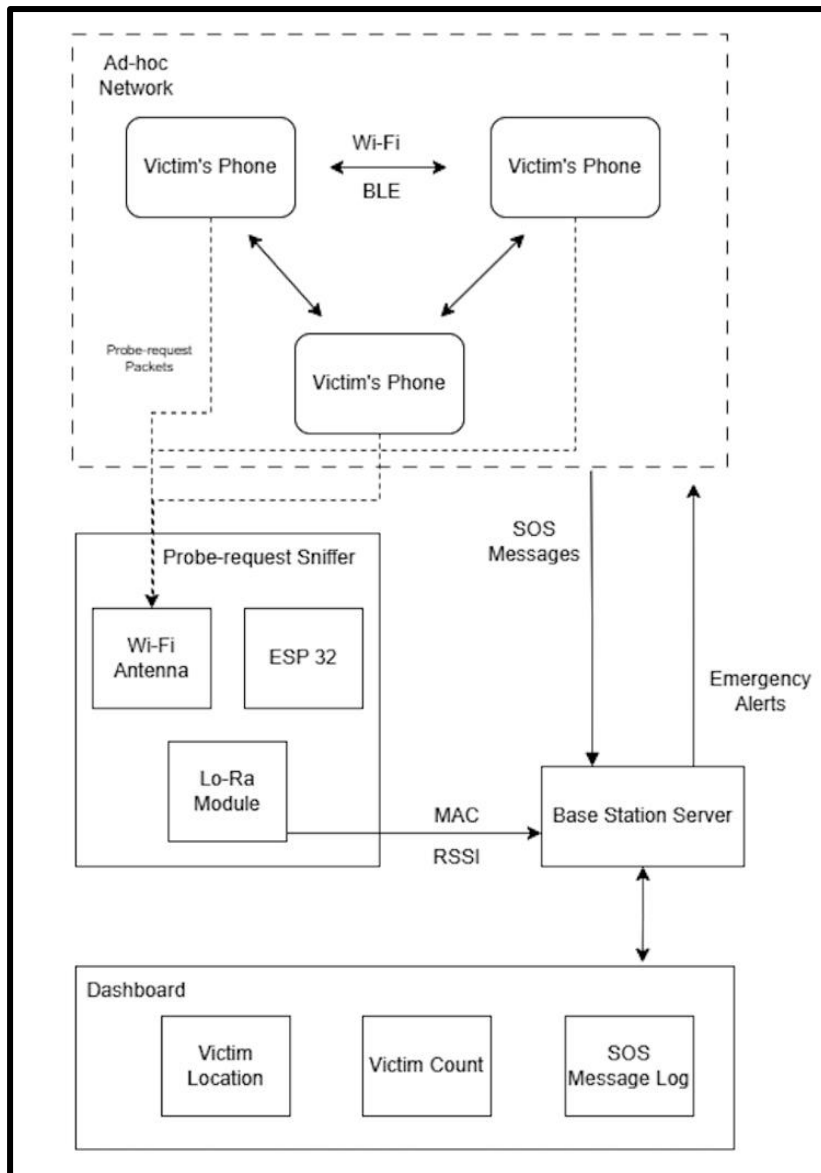 Ad-hoc
Network
Victim's Phone
Wi-Fi
BLE
Victim's Phone
Probe-request
Packets
Victim's Phone
SOS
Messages
Emergency
Alerts
Probe-request Sniffer
Wi-Fi
Antenna
ESP 32
Lo-Ra
Module
MAC
RSSI
Base Station Server
Dashboard
Victim
Location
Victim Count
SOS
Message Log